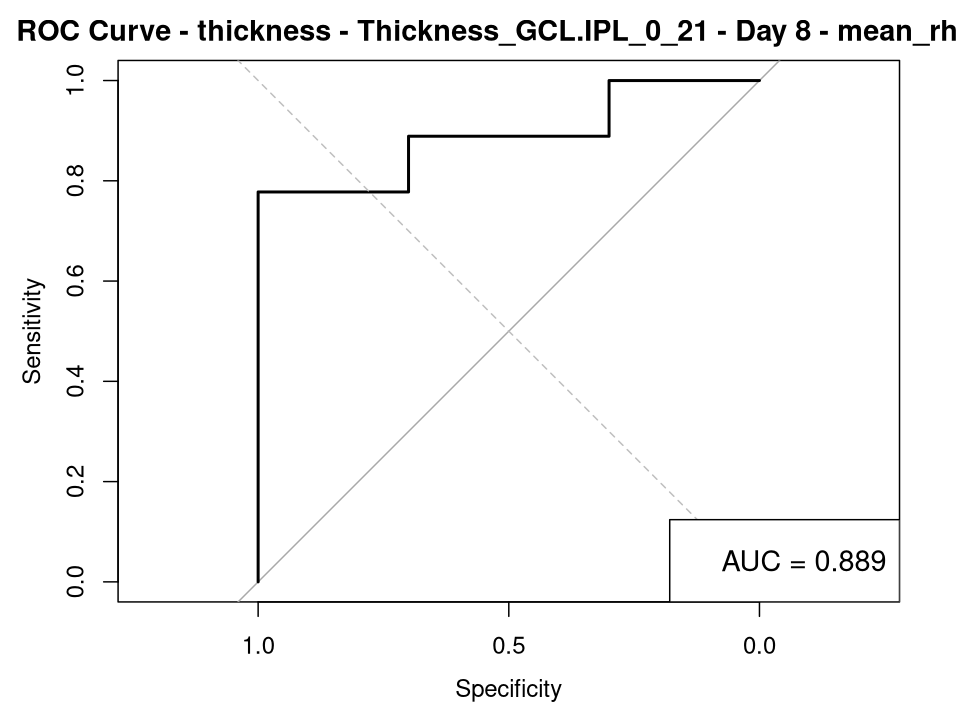 ROC Curve - thickness - Thickness_GCL.IPL_0_21 - Day 8 - mean_rh
1.0
0.8
0.6
0.4
0.2
0.0
Sensitivity
AUC = 0.889
1.0 0.5 0.0
Specificity